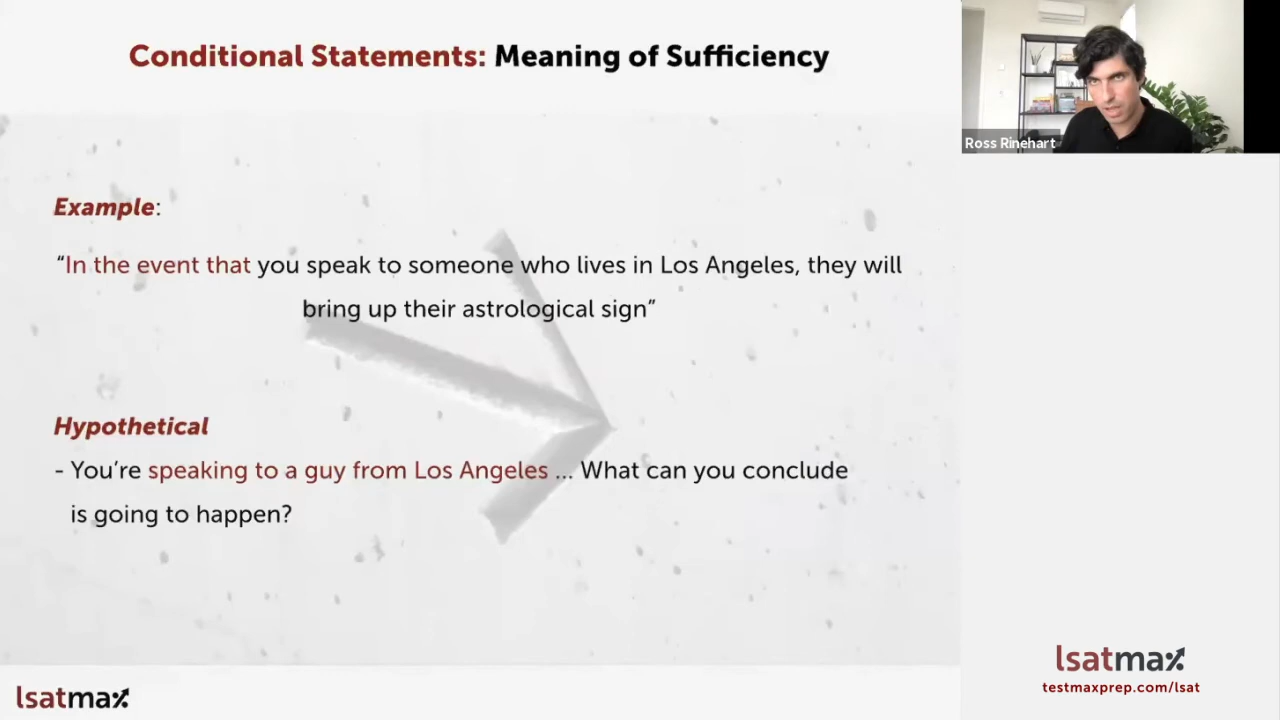 Conditional Statements: Meaning of Sufficiency
Ross Rinehart
Example:
“In the event that you speak to someone who lives in Los Angeles, they will
bring up their astrological sign”
Hypothetical
- You’re speaking to a guy from Los Angeles ... What can you conclude
is going to happen?
lsatmax
testmaxprep.com/lsat
lsatmax